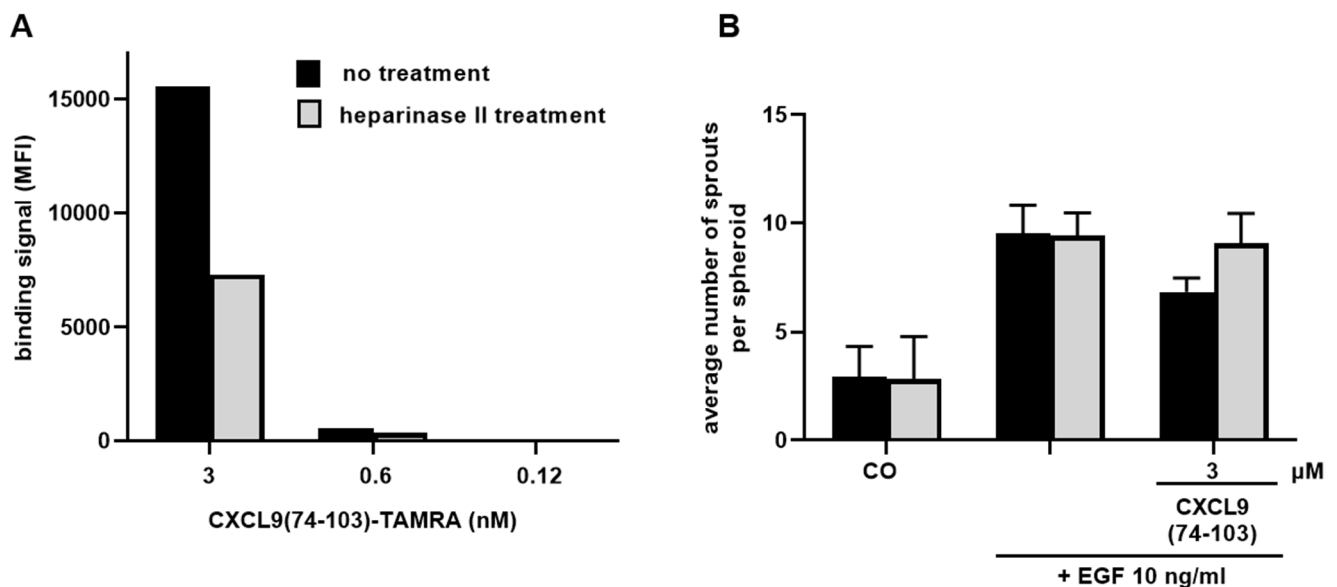 A
binding signal (MFI)
15000
10000
5000
0
no treatment
heparinase II treatment
3 0.6 0.12
CXCL9(74-103)-TAMRA (nM)
B
average number of sprouts
per spheroid
15
10
5
0
CO 3 µM
CXCL9
(74-103)
+ EGF 10 ng/ml